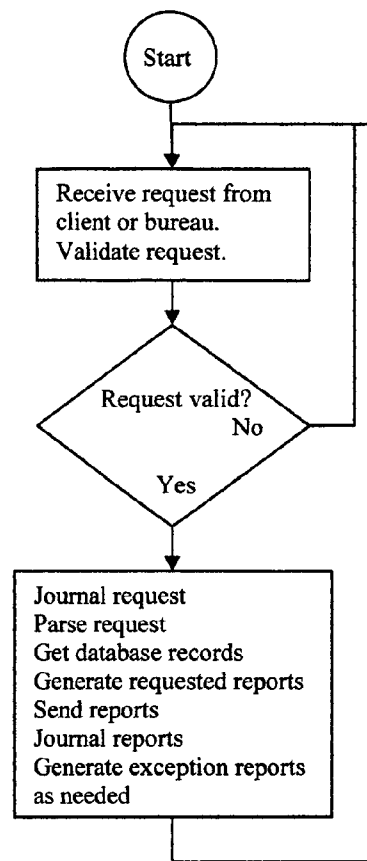 Start
Receive request from
client or bureau.
Validate request.
Request valid?
No
Yes
Journal request
Parse request
Get database records
Generate requested reports
Send reports
Journal reports
Generate exception reports
as needed